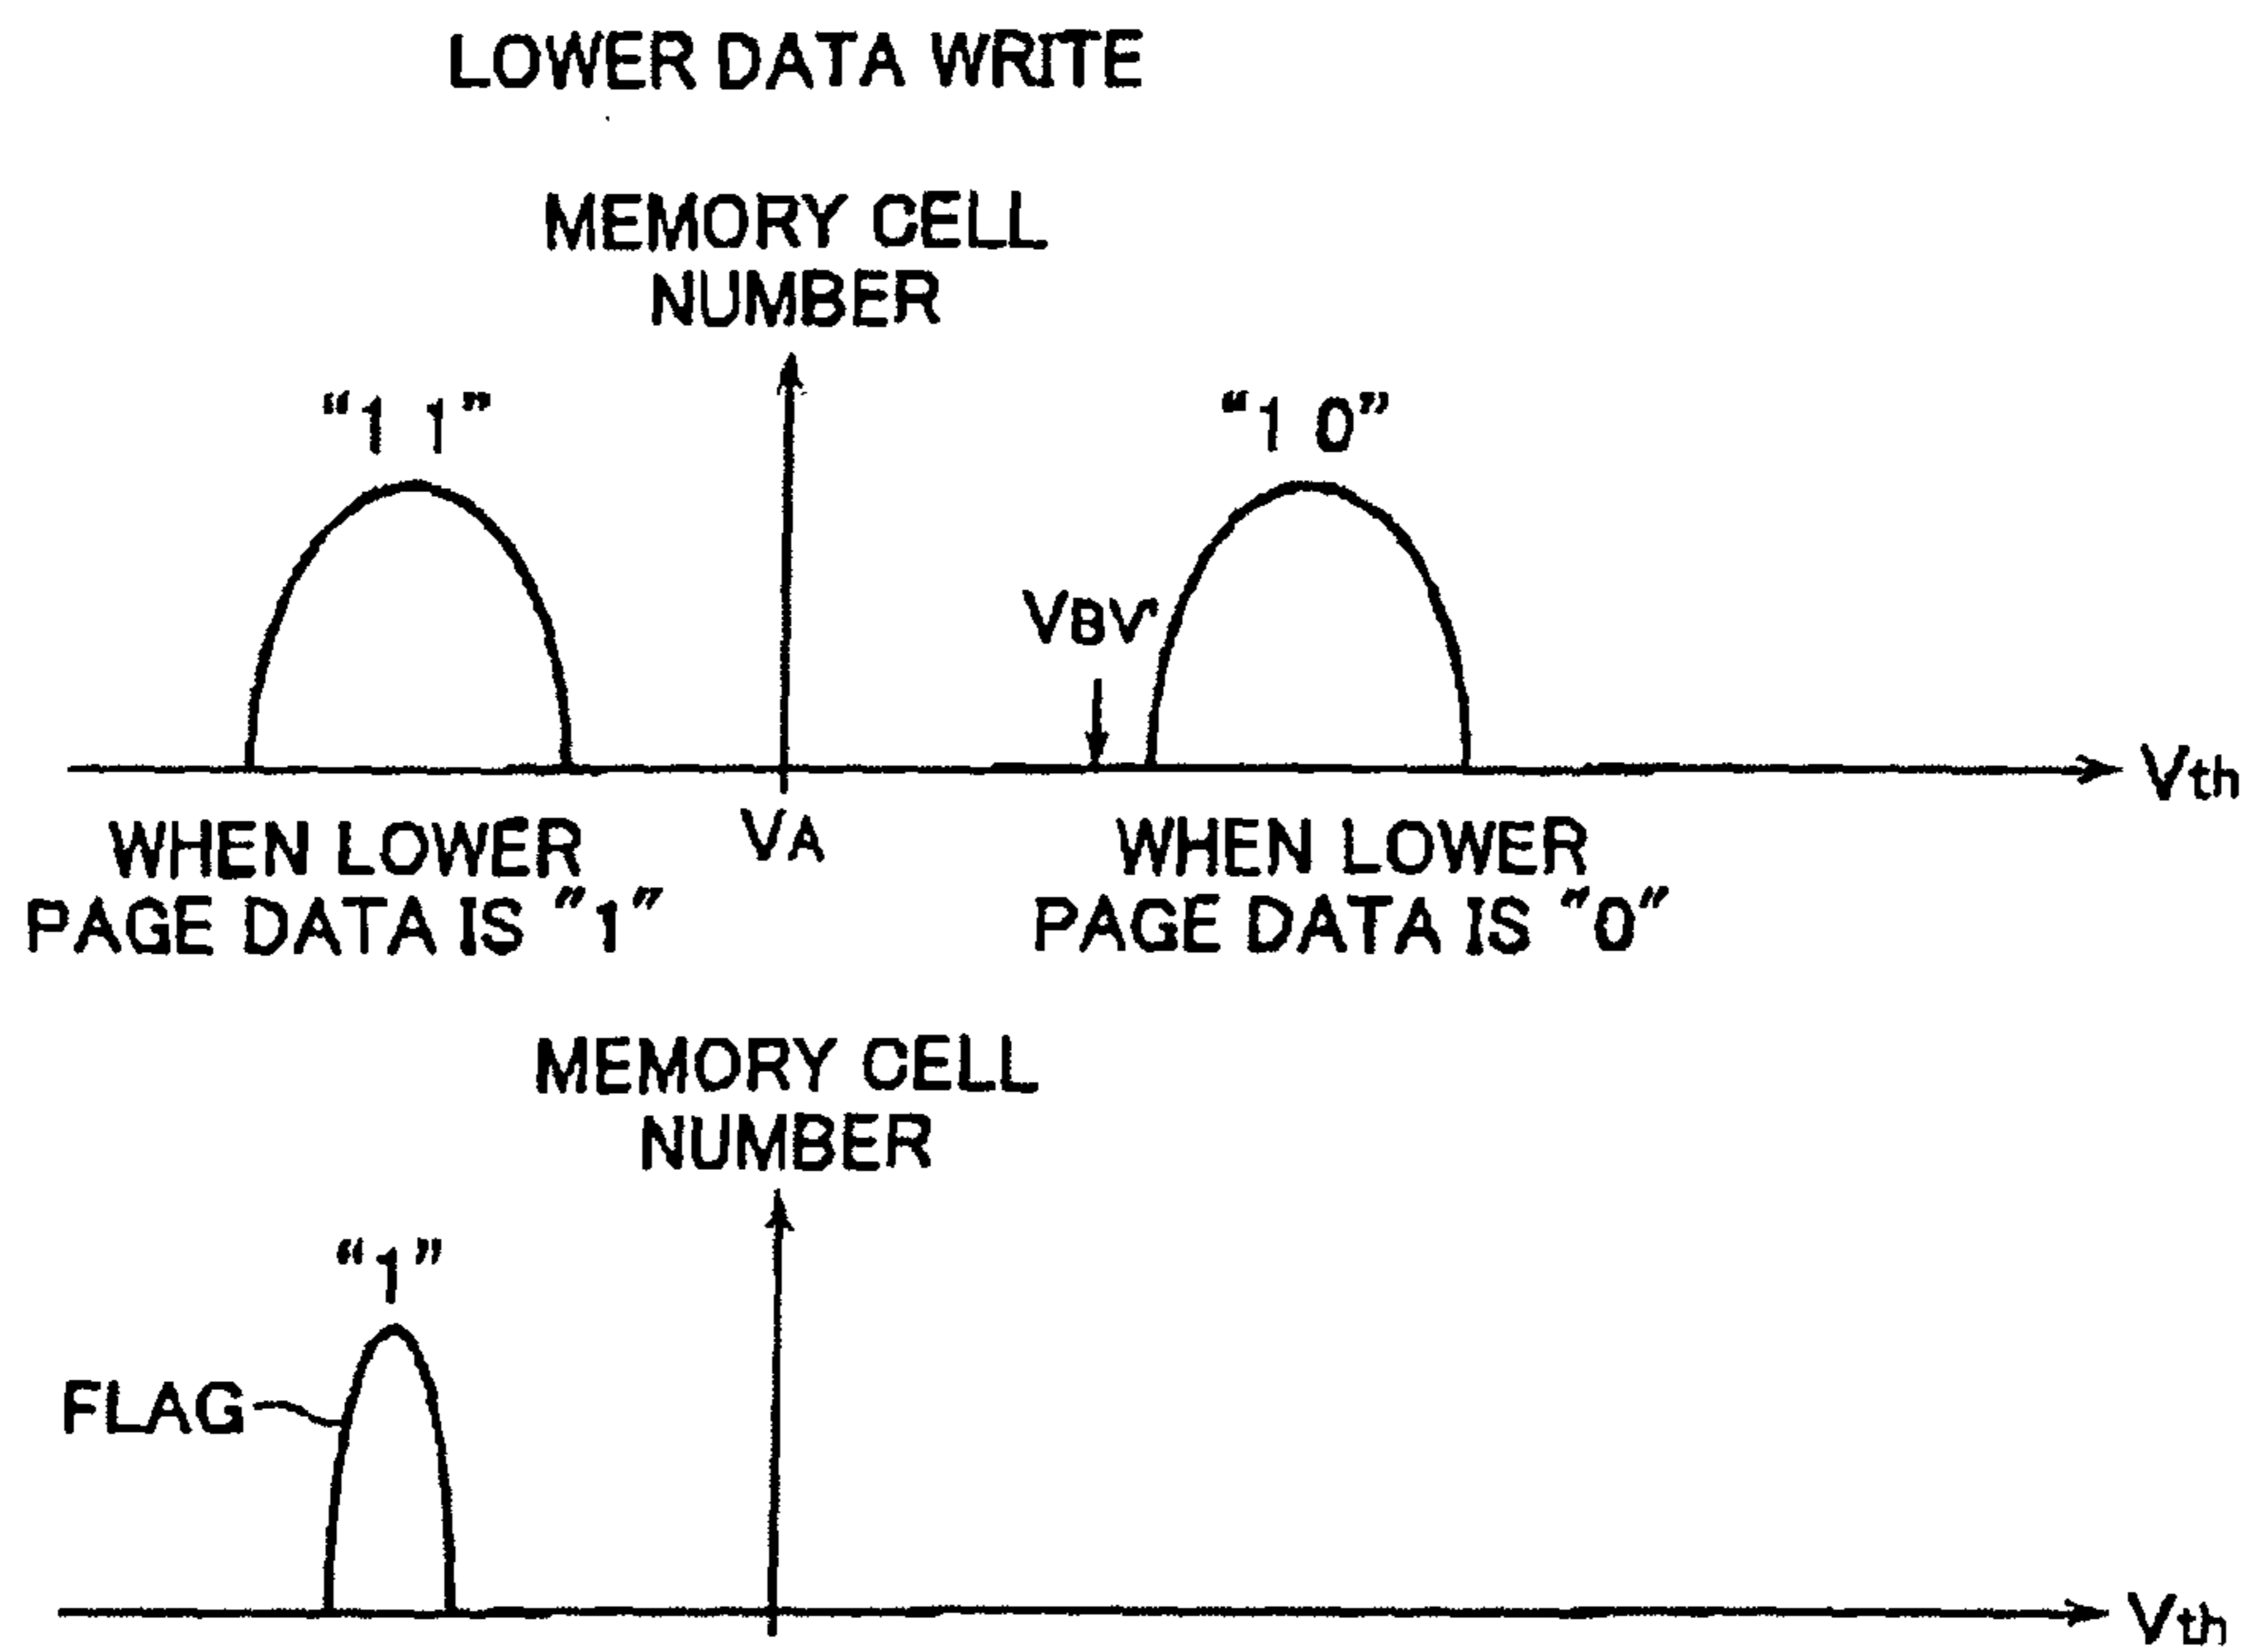 LOWER DATA WRITE
MEMORY CELL
NUMBER
“1 1”
“1 0”
VBV'
Vth
VA
WHEN LOWER
PAGE DATA IS "1"
WHEN LOWER
PAGE DATA IS "0"
MEMORY CELL
NUMBER
“1”
FLAG
Vth